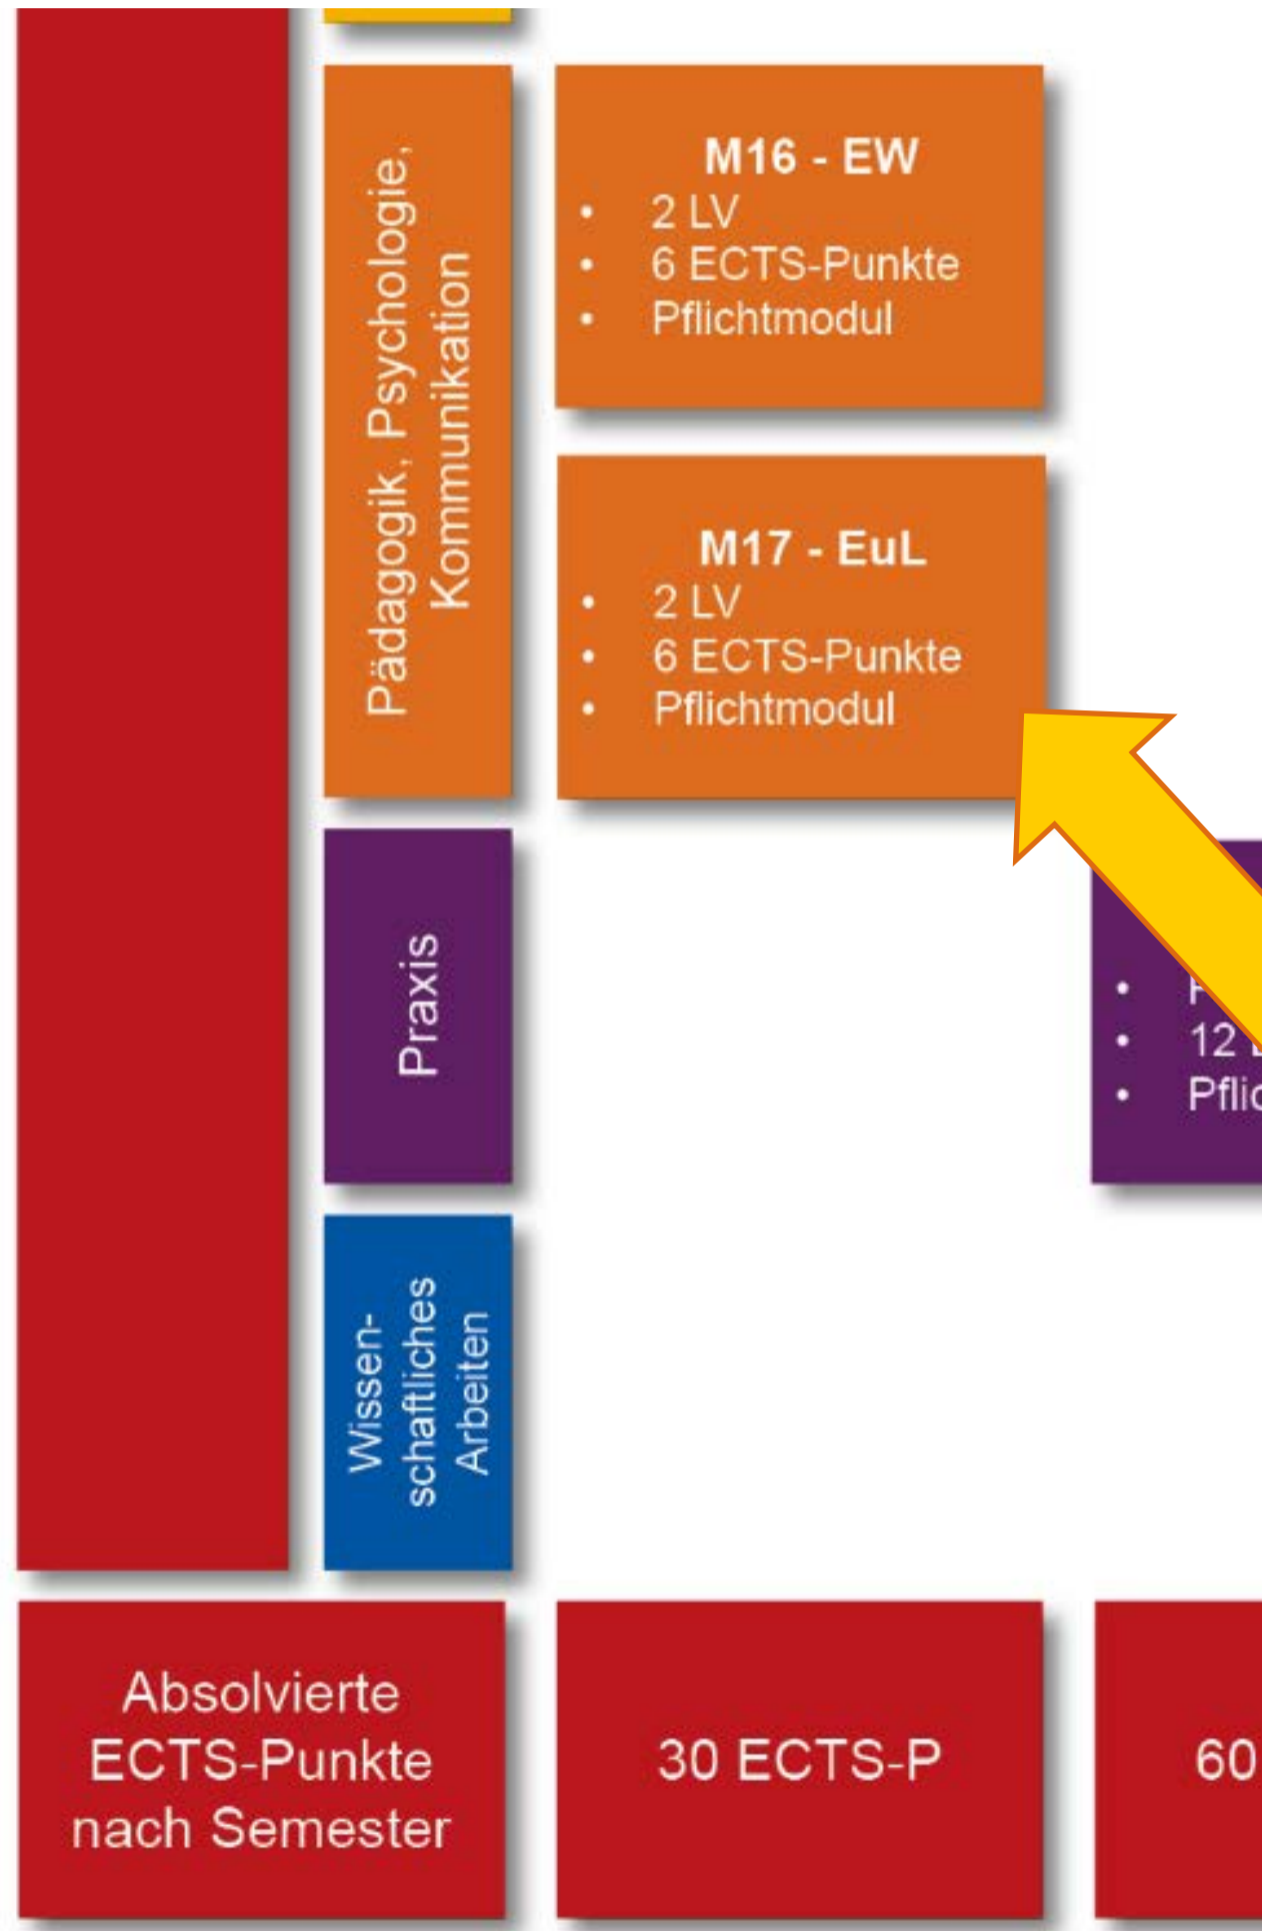 Pädagogik, Psychologie,
Kommunikation
M16 - EW
• 2 LV
• 6 ECTS-Punkte
• Pflichtmodul
M17 - EuL
• 2 LV
• 6 ECTS-Punkte
• Pflichtmodul
Praxis
• 
• 12
• 
Wissen-
schaftliches
Arbeiten
Absolvierte
ECTS-Punkte
nach Semester
30 ECTS-P
60